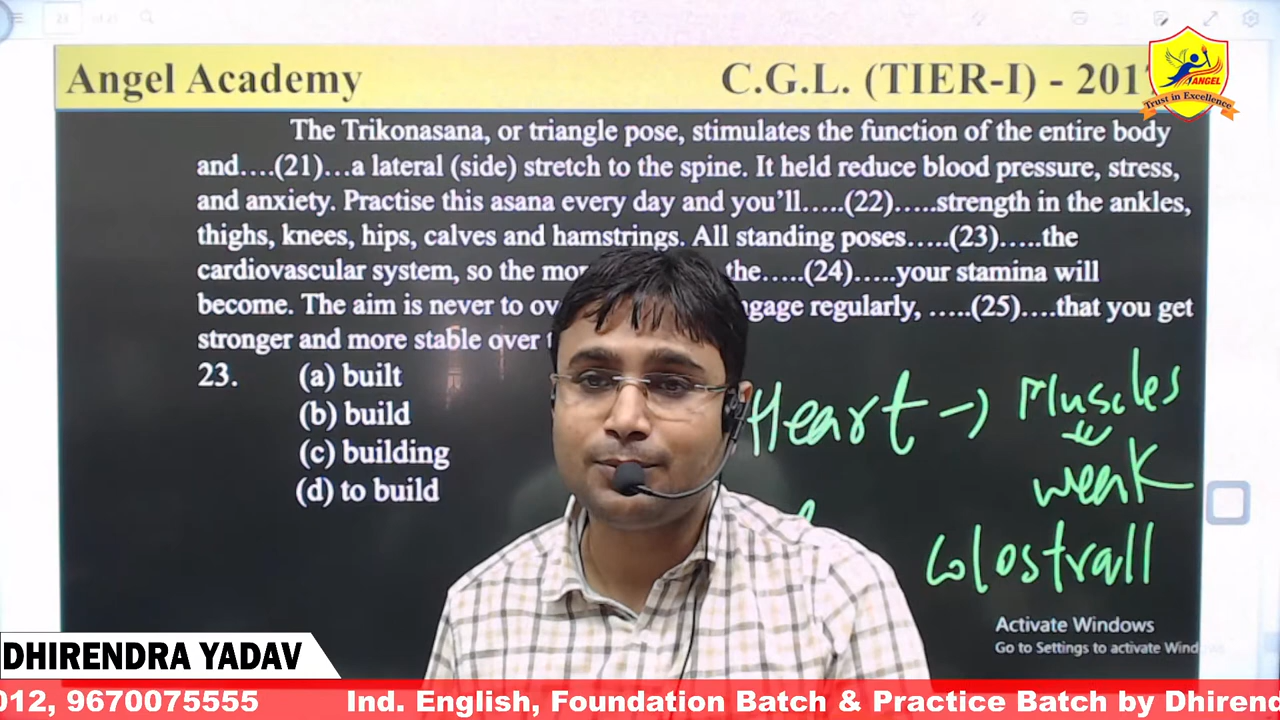 23
Angel Academy
C.G.L. (TIER-I) - 201
ANGEL
Trust in Excellence
The Trikonasana, or triangle pose, stimulates the function of the entire body
and….(21)…a lateral (side) stretch to the spine. It held reduce blood pressure, stress,
and anxiety. Practise this asana every day and you'll…..(22)…..strength in the ankles,
thighs, knees, hips, calves and hamstrings. All standing poses…..(23)…..the
cardiovascular system, so the the…..(24)…..your stamina will
become. The aim is never to regularly, …..(25)….that you get
stronger and more stable over
23. (a) built
(b) build
(c) building
(d) to build
Heart → Muscles
weak
colostrall
Activate Windows
Go to Settings to activate
DHIRENDRA YADAV
012, 9670075555 Ind. English, Foundation Batch & Practice Batch by